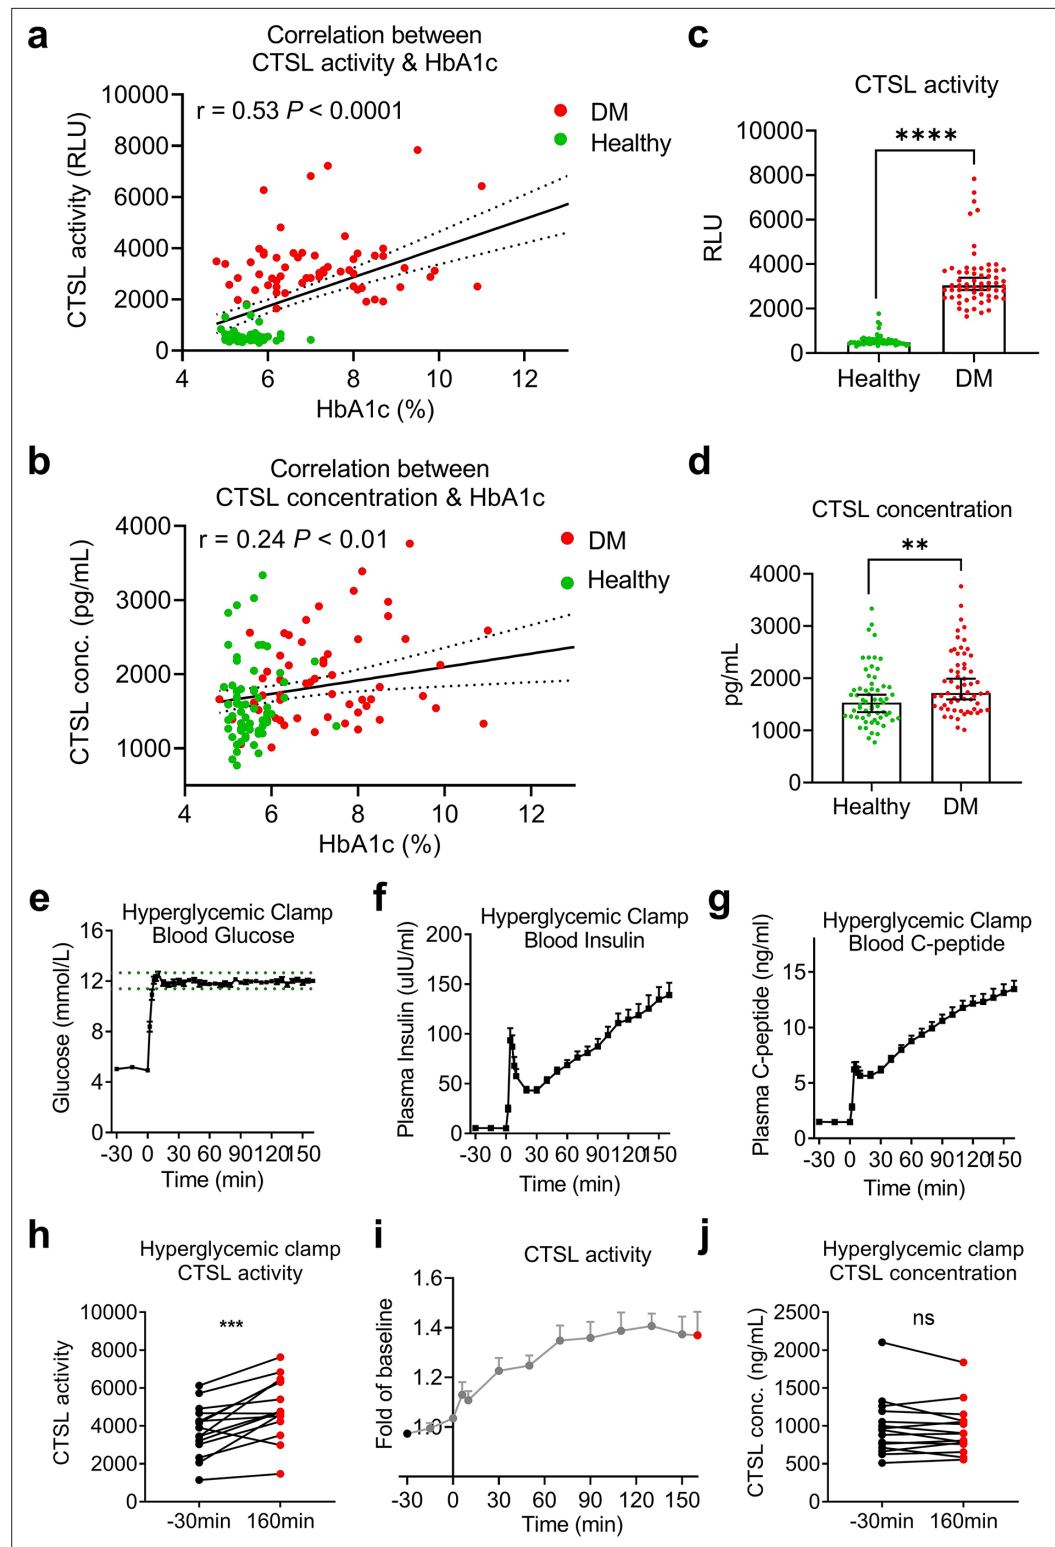 a
Correlation between
CTSL activity & HbA1c
r = 0.53 P < 0.0001
DM
Healthy
CTSL activity (RLU)
10000
8000
6000
4000
2000
0
4 6 8 10 12
HbA1c (%)
c
CTSL activity
****
RLU
10000
8000
6000
4000
2000
0
Healthy DM
b
Correlation between
CTSL concentration & HbA1c
r = 0.24 P < 0.01
DM
Healthy
CTSL conc. (pg/mL)
4000
3000
2000
1000
4 6 8 10 12
HbA1c (%)
d
CTSL concentration
**
pg/mL
4000
3000
2000
1000
0
Healthy DM
e
Hyperglycemic Clamp
Blood Glucose
Glucose (mmol/L)
16
12
8
4
0
-30 0 30 60 90 120 150
Time (min)
f
Hyperglycemic Clamp
Blood Insulin
Plasma Insulin (uIU/ml)
200
150
100
50
0
-30 0 30 60 90 120 150
Time (min)
g
Hyperglycemic Clamp
Blood C-peptide
Plasma C-peptide (ng/ml)
15
10
5
0
-30 0 30 60 90 120 150
Time (min)
h
Hyperglycemic clamp
CTSL activity
***
CTSL activity
10000
8000
6000
4000
2000
0
-30min 160min
i
CTSL activity
Fold of baseline
1.6
1.4
1.2
1.0
-30 0 30 60 90 120 150
Time (min)
j
Hyperglycemic clamp
CTSL concentration
ns
CTSL conc. (ng/mL)
2500
2000
1500
1000
500
0
-30min 160min